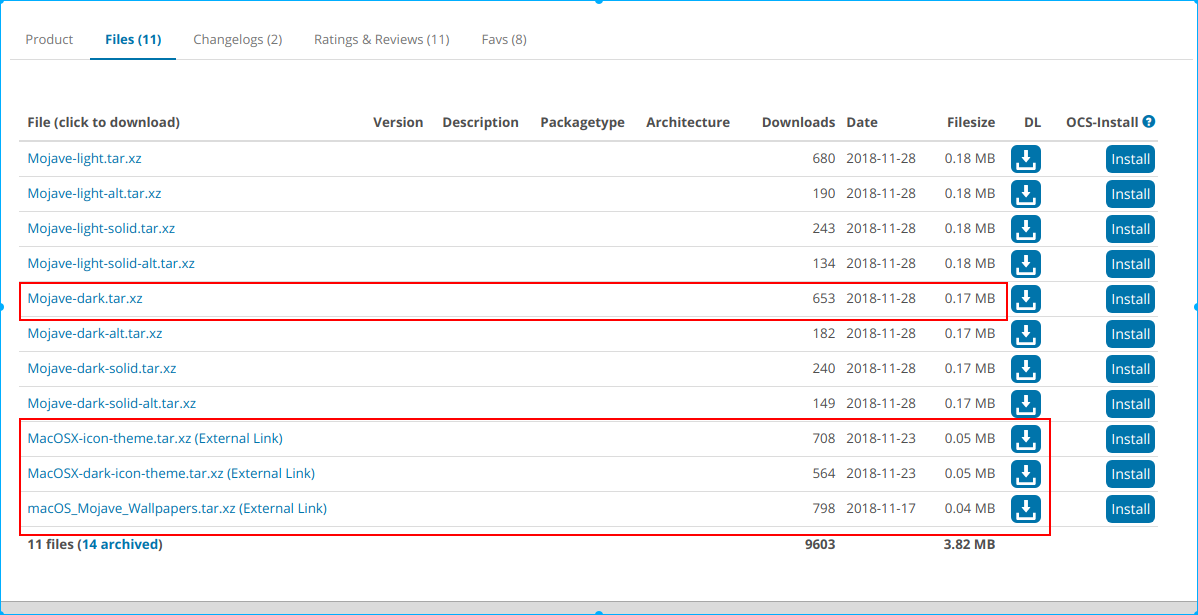 Product Files (11) Changelogs (2) Ratings & Reviews (11) Favs (8)
File (click to download) Version Description Packagetype Architecture Downloads Date Filesize DL OCS-Install ?
Mojave-light.tar.xz 680 2018-11-28 0.18 MB Install
Mojave-light-alt.tar.xz 190 2018-11-28 0.18 MB Install
Mojave-light-solid.tar.xz 243 2018-11-28 0.18 MB Install
Mojave-light-solid-alt.tar.xz 134 2018-11-28 0.18 MB Install
Mojave-dark.tar.xz 653 2018-11-28 0.17 MB Install
Mojave-dark-alt.tar.xz 182 2018-11-28 0.17 MB Install
Mojave-dark-solid.tar.xz 240 2018-11-28 0.17 MB Install
Mojave-dark-solid-alt.tar.xz 149 2018-11-28 0.17 MB Install
MacOSX-icon-theme.tar.xz (External Link) 708 2018-11-23 0.05 MB Install
MacOSX-dark-icon-theme.tar.xz (External Link) 564 2018-11-23 0.05 MB Install
macOS_Mojave_Wallpapers.tar.xz (External Link) 798 2018-11-17 0.04 MB Install
11 files (14 archived) 9603 3.82 MB